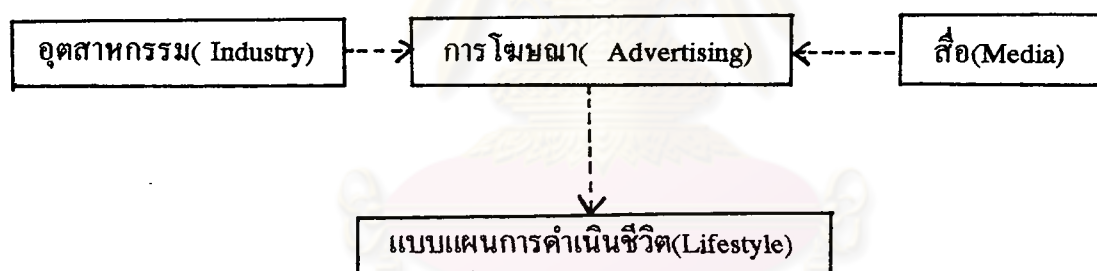 อุตสาหกรรม( Industry)
การโฆษณา( Advertising)
สื่อ(Media)
แบบแผนการดำเนินชีวิต(Lifestyle)